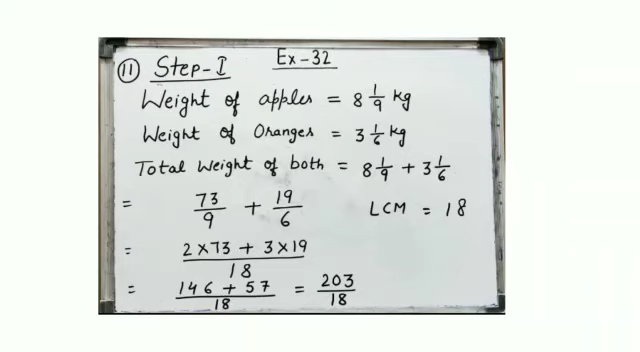 Ex-32
(11) Step-I
Weight of apples = 8 1/9 kg
Weight of Oranges = 3 1/6 kg
Total Weight of both = 8 1/9 + 3 1/6
= 73/9 + 19/6 LCM = 18
= 2×73 + 3×19/18
= 146 + 57/18 = 203/18